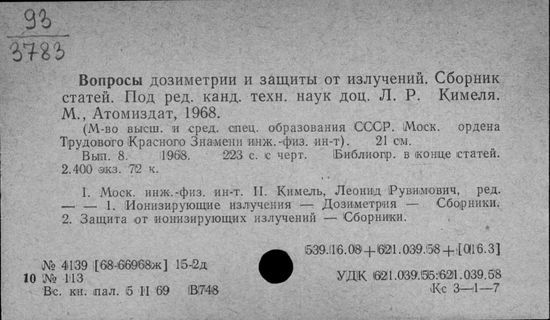 93
3783
Вопросы дозиметрии и защиты от излучений. Сборник
статей. Под ред. канд. техн. наук доц. Л. Р. Кимеля.
М., Атомиздат, 1968.
(М-во высш. и сред. спец. образования СССР. Моск. ордена
Трудового Красного Знамени инж.-физ. ин-т). 21 см.
Вып. 8. 1968. 223 с. с черт. Библиогр. в конце статей.
2.400 экз. 72 к.
I. Моск. инж.-физ. ин-т. II. Кимель, Леонид Рувимович, ред.
— — 1. Ионизирующие излучения — Дозиметрия — Сборники.
2. Защита от ионизирующих излучений — Сборники.
539.16.08+621.039.58+[016.3]
№ 4139 [68-66968ж] 15-2д
10 № 113
УДК 621.039.55:621.039.58
Вс. кн. пал. 5 II 69 В748
Кс 3—1—7